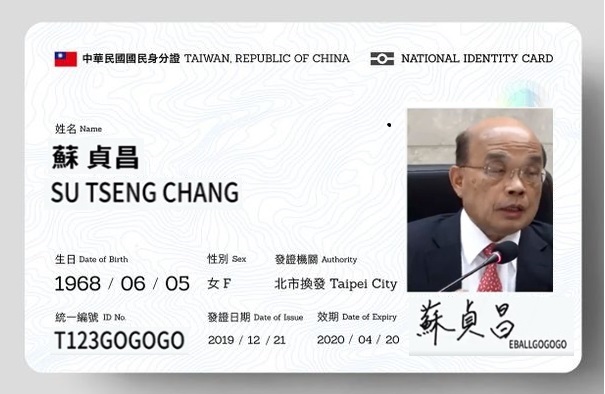 中華民國國民身分證 TAIWAN, REPUBLIC OF CHINA NATIONAL IDENTITY CARD
姓名 Name
蘇 貞昌
SU TSENG CHANG
生日 Date of Birth 性別 Sex 發證機關 Authority
1968 / 06 / 05 女 F 北市換發 Taipei City
統一編號 ID No. 發證日期 Date of Issue 效期 Date of Expiry
T123GOGOGO 2019 / 12 / 21 2020 / 04 / 20
蘇貞昌
EBALLGOGOGO